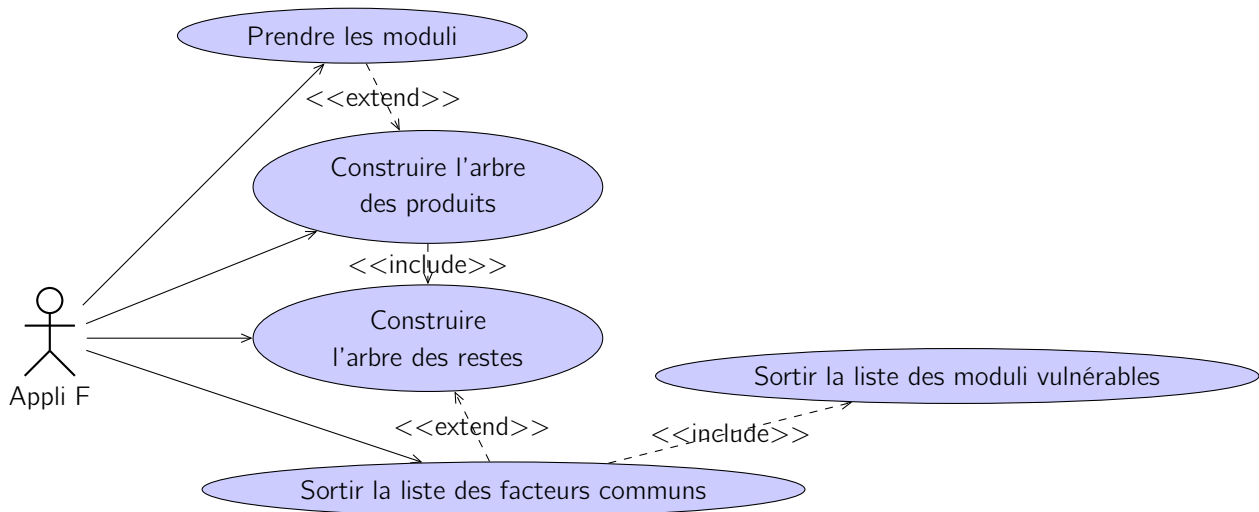 Prendre les moduli
<<extend>>
Construire l'arbre
des produits
<<include>>
Construire
l'arbre des restes
Appli F
Sortir la liste des moduli vulnérables
<<extend>>
<<include>>
Sortir la liste des facteurs communs